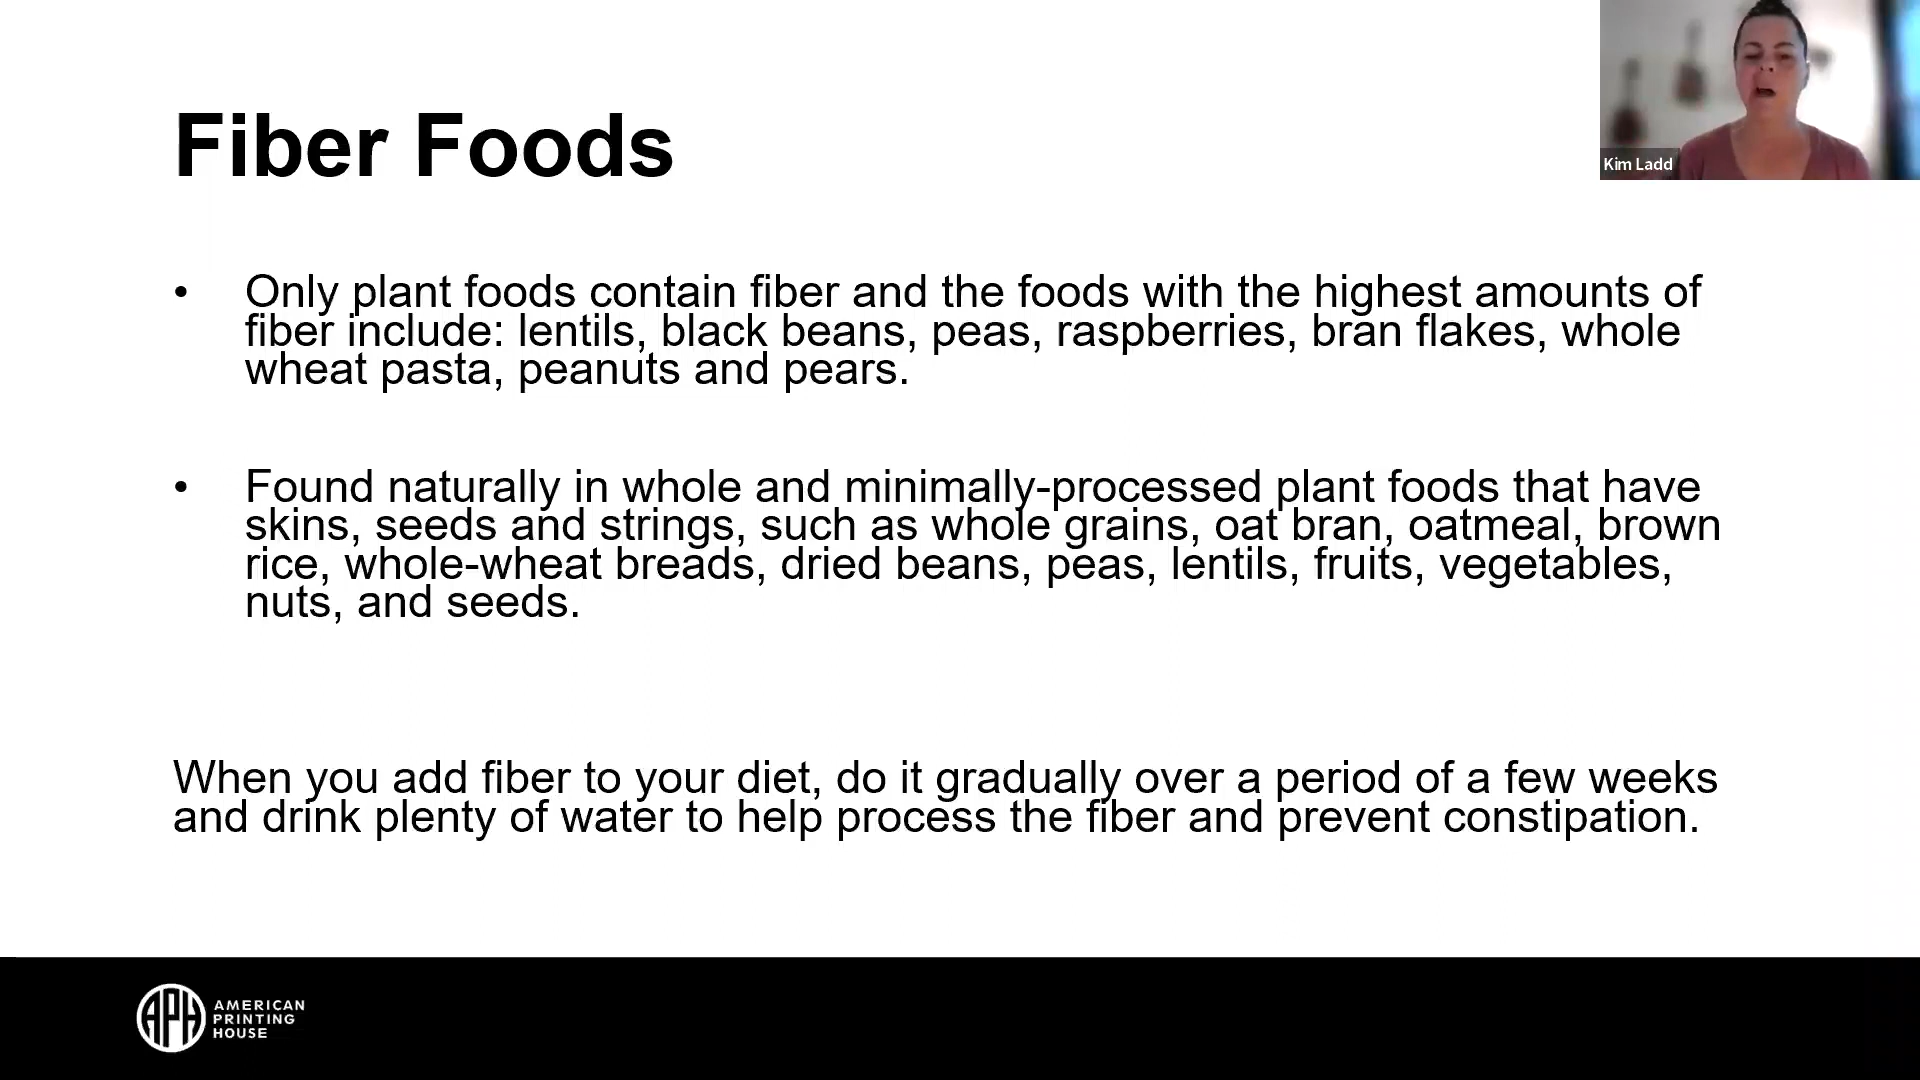 Fiber Foods
Kim Ladd
• Only plant foods contain fiber and the foods with the highest amounts of
fiber include: lentils, black beans, peas, raspberries, bran flakes, whole
wheat pasta, peanuts and pears.
• Found naturally in whole and minimally-processed plant foods that have
skins, seeds and strings, such as whole grains, oat bran, oatmeal, brown
rice, whole-wheat breads, dried beans, peas, lentils, fruits, vegetables,
nuts, and seeds.
When you add fiber to your diet, do it gradually over a period of a few weeks
and drink plenty of water to help process the fiber and prevent constipation.
APH
AMERICAN
PRINTING
HOUSE